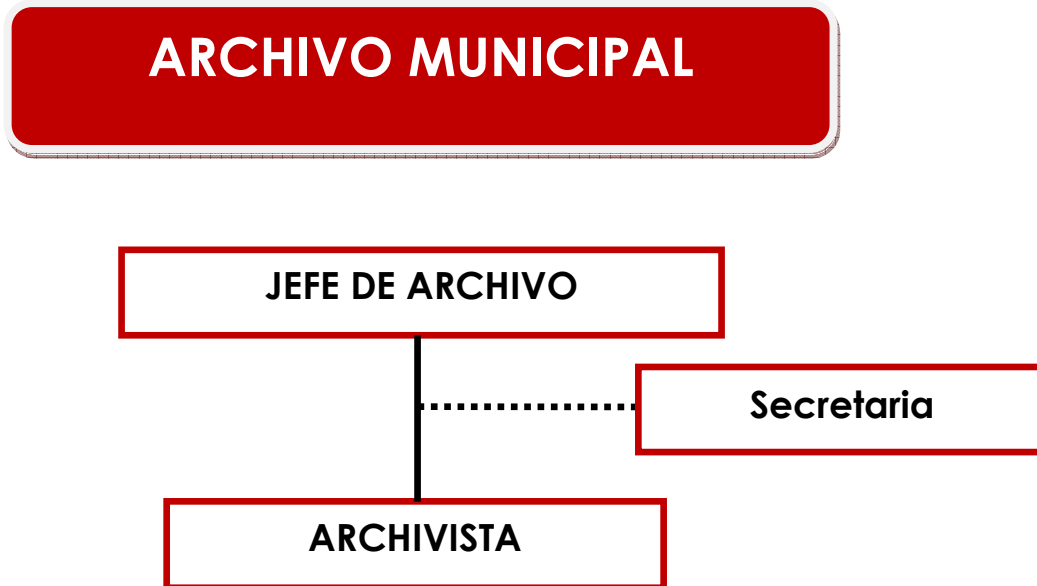 ARCHIVO MUNICIPAL
JEFE DE ARCHIVO
Secretaria
ARCHIVISTA